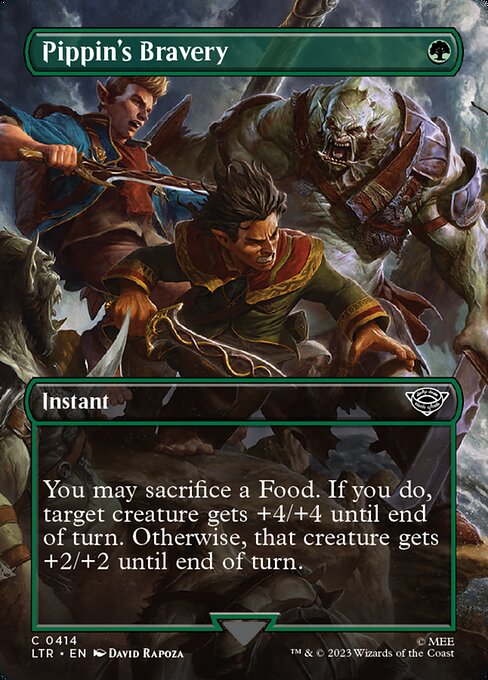 Pippin's Bravery
Instant
You may sacrifice a Food. If you do,
target creature gets +4/+4 until end
of turn. Otherwise, that creature gets
+2/+2 until end of turn.
C 0414
© MEE
LTR • EN David Rapoza
™ & © 2023 Wizards of the Coast